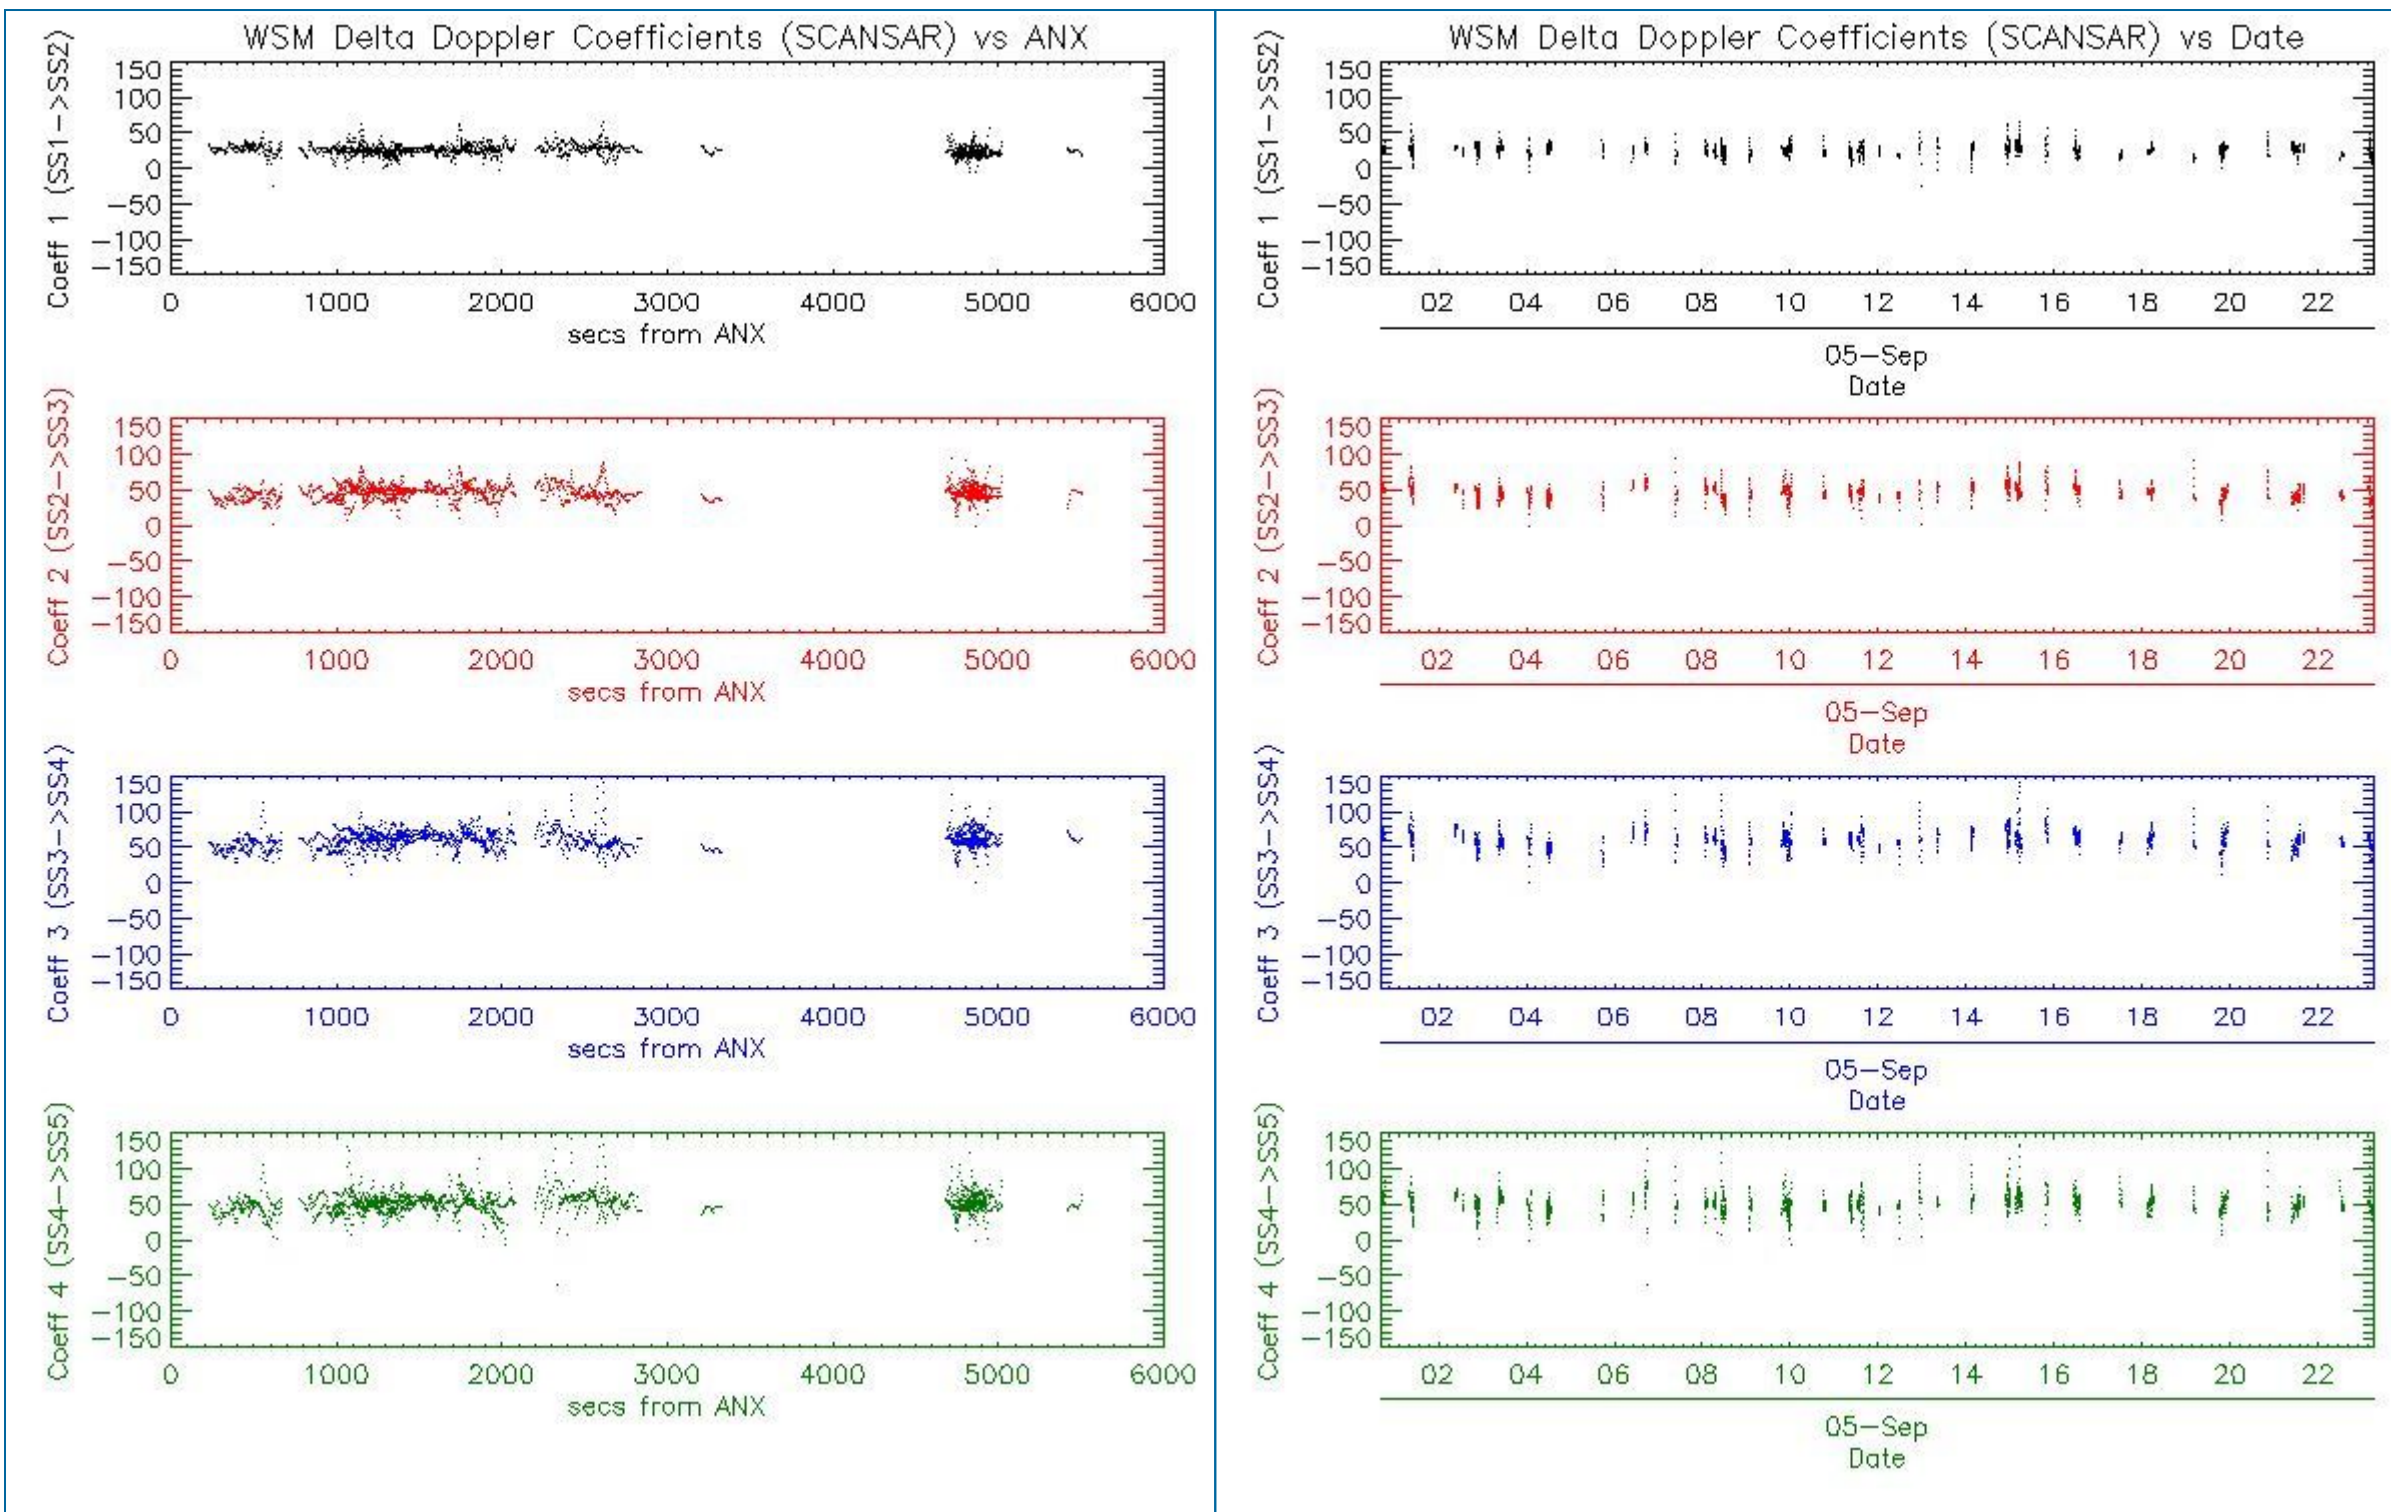 WSM Delta Doppler Coefficients (SCANSAR) vs ANX
Coeff 1 (SS1->SS2)
150
100
50
0
-50
-100
-150
0 1000 2000 3000 4000 5000 6000
secs from ANX
Coeff 2 (SS2->SS3)
150
100
50
0
-50
-100
-150
0 1000 2000 3000 4000 5000 6000
secs from ANX
Coeff 3 (SS3->SS4)
150
100
50
0
-50
-100
-150
0 1000 2000 3000 4000 5000 6000
secs from ANX
Coeff 4 (SS4->SS5)
150
100
50
0
-50
-100
-150
0 1000 2000 3000 4000 5000 6000
secs from ANX
WSM Delta Doppler Coefficients (SCANSAR) vs Date
Coeff 1 (SS1->SS2)
150
100
50
0
-50
-100
-150
02 04 06 08 10 12 14 16 18 20 22
05-Sep
Date
Coeff 2 (SS2->SS3)
150
100
50
0
-50
-100
-150
02 04 06 08 10 12 14 16 18 20 22
05-Sep
Date
Coeff 3 (SS3->SS4)
150
100
50
0
-50
-100
-150
02 04 06 08 10 12 14 16 18 20 22
05-Sep
Date
Coeff 4 (SS4->SS5)
150
100
50
0
-50
-100
-150
02 04 06 08 10 12 14 16 18 20 22
05-Sep
Date